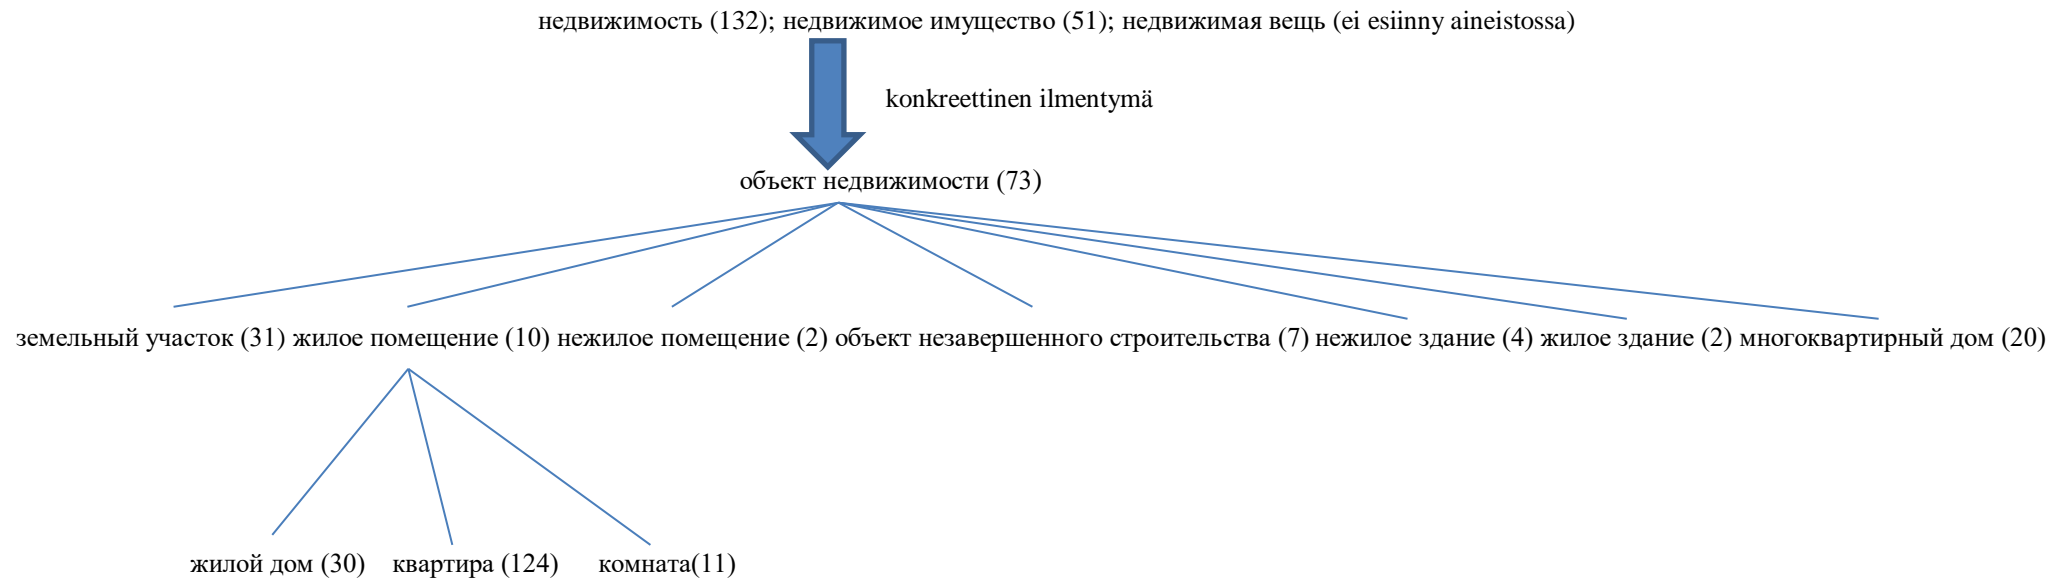 недвижимость (132); недвижимое имущество (51); недвижимая вещь (ei esiinny aineistossa)
konkreettinen ilmentymä
объект недвижимости (73)
земельный участок (31) жилое помещение (10) нежилое помещение (2) объект незавершенного строительства (7) нежилое здание (4) жилое здание (2) многоквартирный дом (20)
жилой дом (30) квартира (124) комната(11)